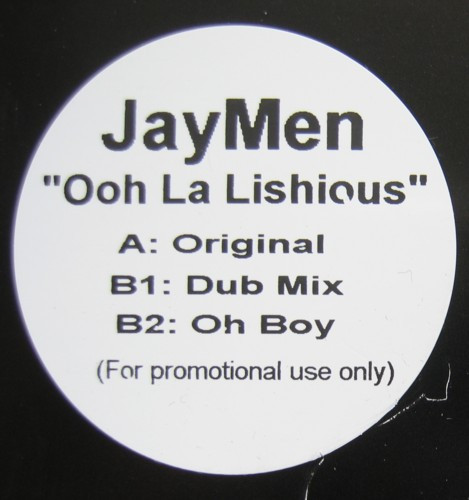 JayMen
"Ooh La Lishious"
A: Original
B1: Dub Mix
B2: Oh Boy
(For promotional use only)